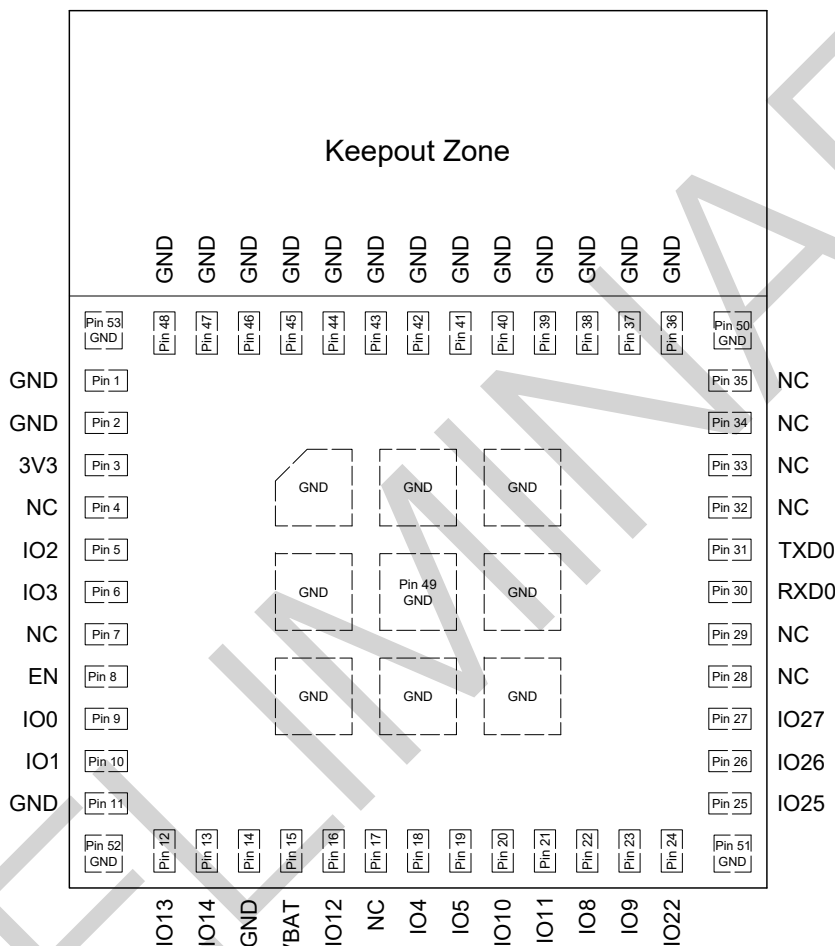 Keepout Zone
GND GND GND GND GND GND GND GND GND GND GND GND GND
Pin 53 GND Pin 48 Pin 47 Pin 46 Pin 45 Pin 44 Pin 43 Pin 42 Pin 41 Pin 40 Pin 39 Pin 38 Pin 37 Pin 36 Pin 50 GND
GND Pin 1 Pin 35 NC
GND Pin 2 Pin 34 NC
3V3 Pin 3 Pin 33 NC
NC Pin 4 Pin 32 NC
GND GND GND
IO2 Pin 5 Pin 31 TXD0
IO3 Pin 6 Pin 30 RXD0
GND Pin 49 GND GND
NC Pin 7 Pin 29 NC
EN Pin 8 Pin 28 NC
GND GND GND
IO0 Pin 9 Pin 27 IO27
IO1 Pin 10 Pin 26 IO26
GND Pin 11 Pin 25 IO25
Pin 52 GND Pin 12 Pin 13 Pin 14 Pin 15 Pin 16 Pin 17 Pin 18 Pin 19 Pin 20 Pin 21 Pin 22 Pin 23 Pin 24 Pin 51 GND
IO13 IO14 GND VBAT IO12 NC IO4 IO5 IO10 IO11 IO8 IO9 IO22